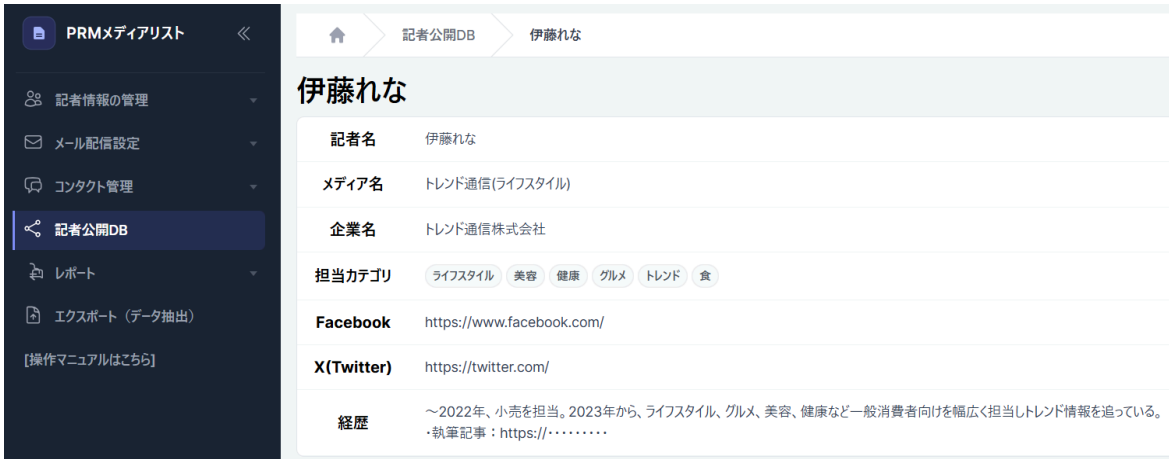 PRMメディアリスト
記者公開DB
伊藤れな
伊藤れな
記者情報の管理
メール配信設定
コンタクト管理
記者公開DB
レポート
エクスポート（データ抽出）
[操作マニュアルはこちら]
記者名 伊藤れな
メディア名 トレンド通信(ライフスタイル)
企業名 トレンド通信株式会社
担当カテゴリ ライフスタイル 美容 健康 グルメ トレンド 食
Facebook https://www.facebook.com/
X(Twitter) https://twitter.com/
経歴 ～2022年、小売を担当。2023年から、ライフスタイル、グルメ、美容、健康など一般消費者向けを幅広く担当しトレンド情報を追っている。
・執筆記事：https://・・・・・・・・・